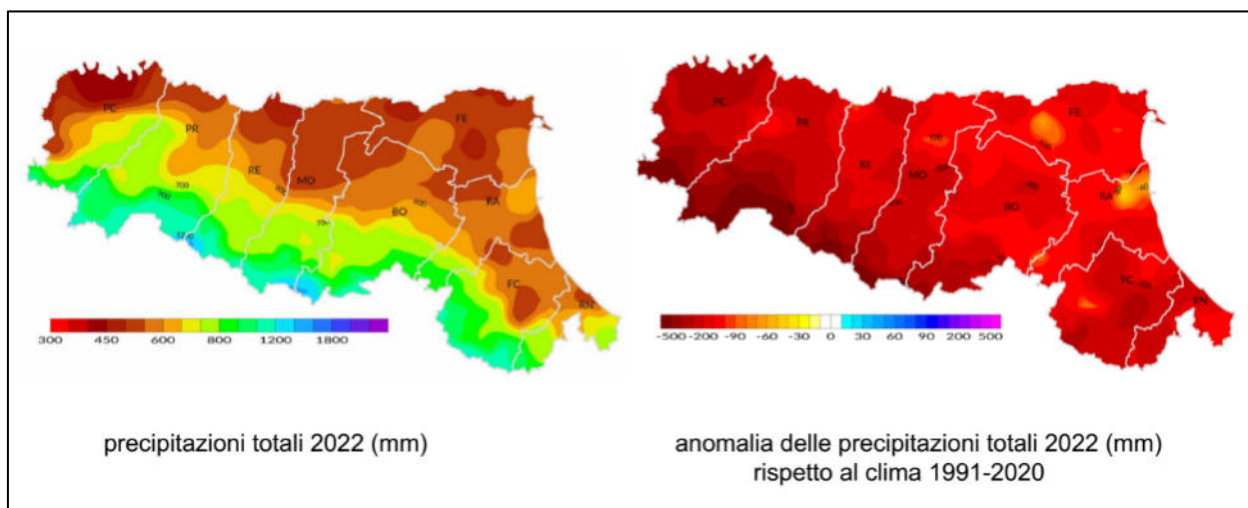 PC
PR
RE
MO
BO
FE
RA
FC
RN
700
300 450 600 800 1200 1800
precipitazioni totali 2022 (mm)
PC
PR
RE
MO
BO
FE
RA
FC
RN
-500 -200 -90 -60 -30 0 30 60 90 200 500
anomalia delle precipitazioni totali 2022 (mm)
rispetto al clima 1991-2020